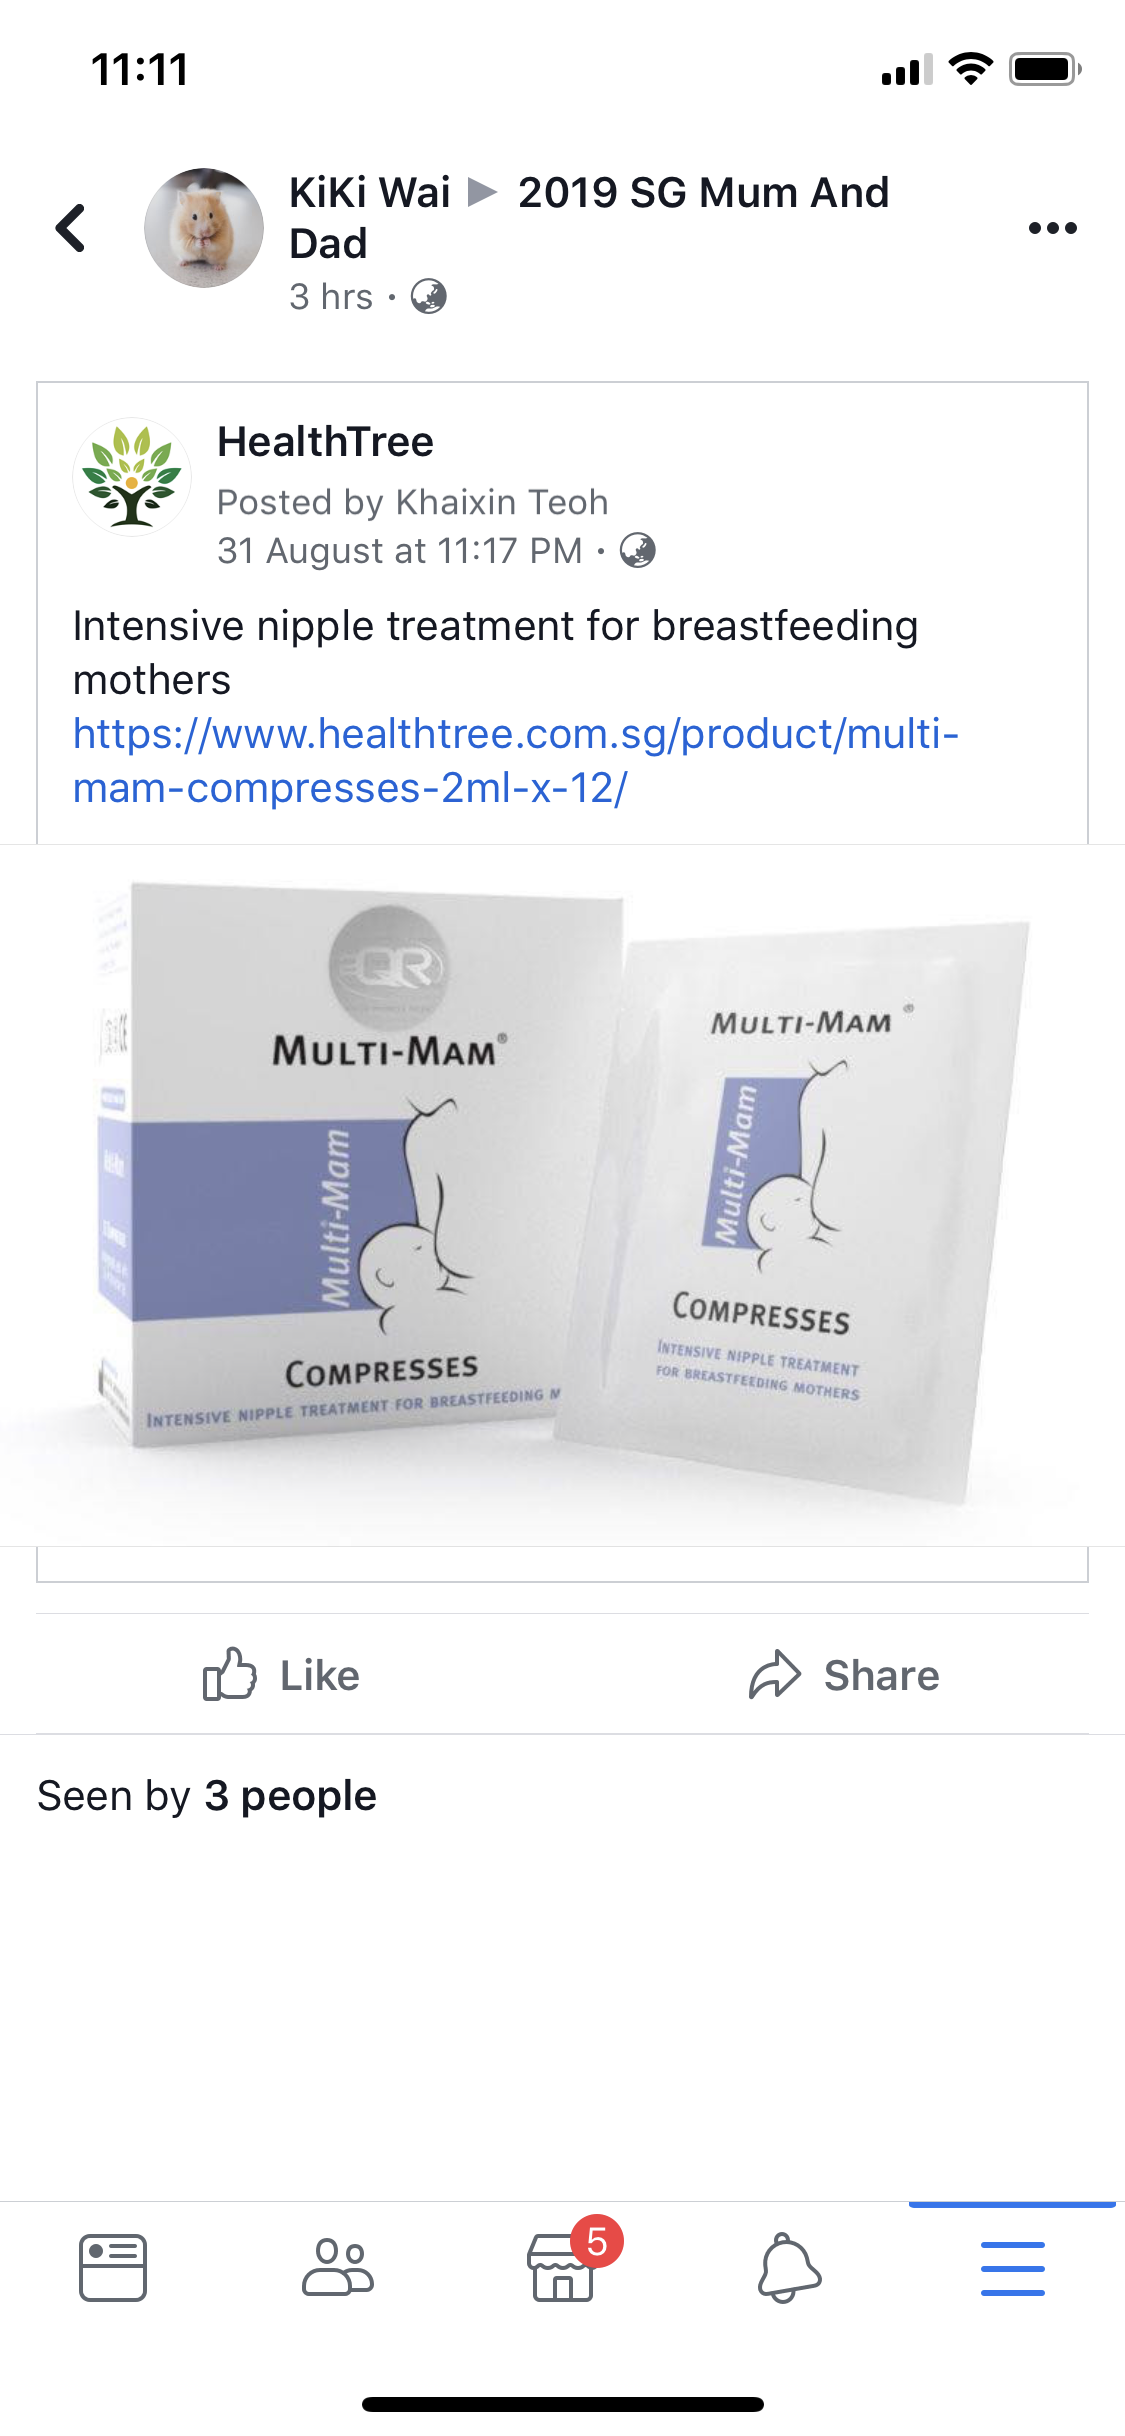 11:11
KiKi Wai ▶ 2019 SG Mum And
Dad
3 hrs ·
HealthTree
Posted by Khaixin Teoh
31 August at 11:17 PM ·
Intensive nipple treatment for breastfeeding
mothers
https://www.healthtree.com.sg/product/multi-
mam-compresses-2ml-x-12/
QR
MULTI-MAM®
Multi-Mam
COMPRESSES
INTENSIVE NIPPLE TREATMENT FOR BREASTFEEDING M
MULTI-MAM®
Multi-Mam
COMPRESSES
INTENSIVE NIPPLE TREATMENT
FOR BREASTFEEDING MOTHERS
Like
Share
Seen by 3 people
5